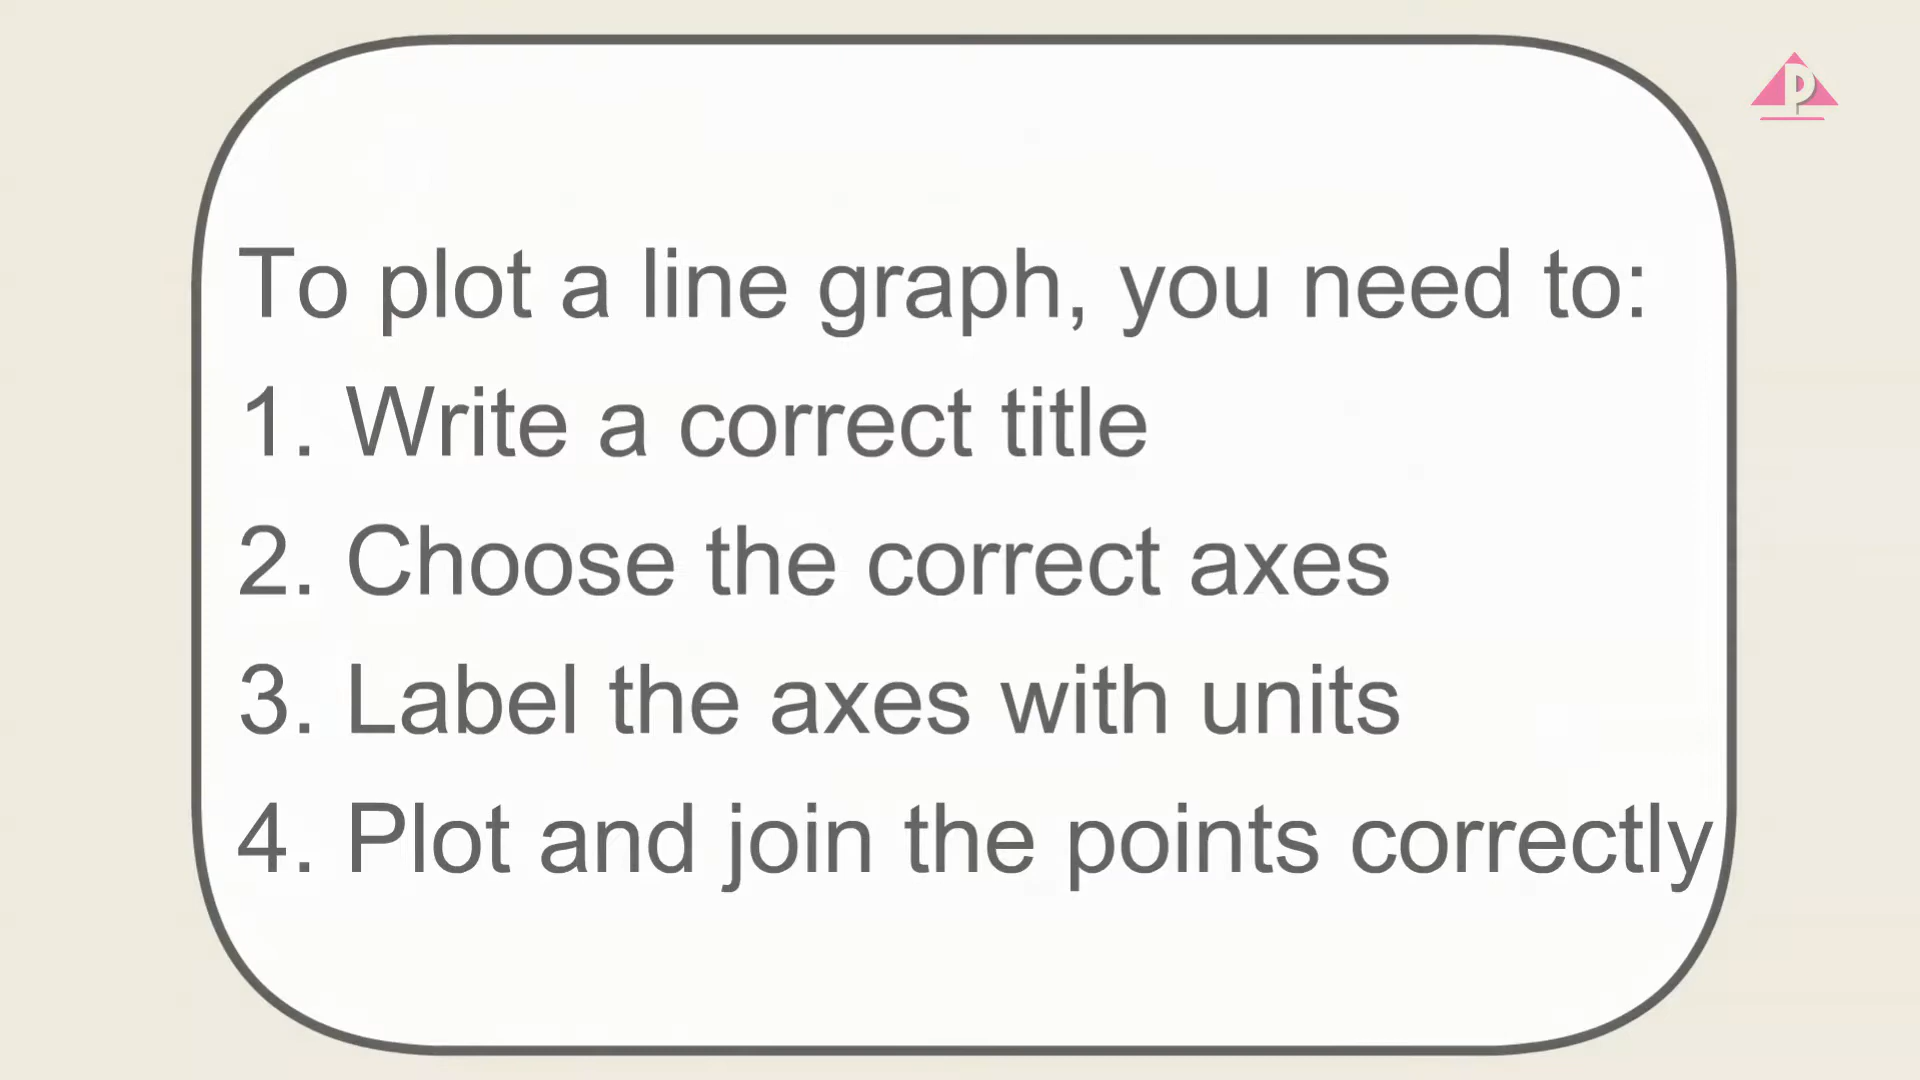 P
To plot a line graph, you need to:
1. Write a correct title
2. Choose the correct axes
3. Label the axes with units
4. Plot and join the points correctly